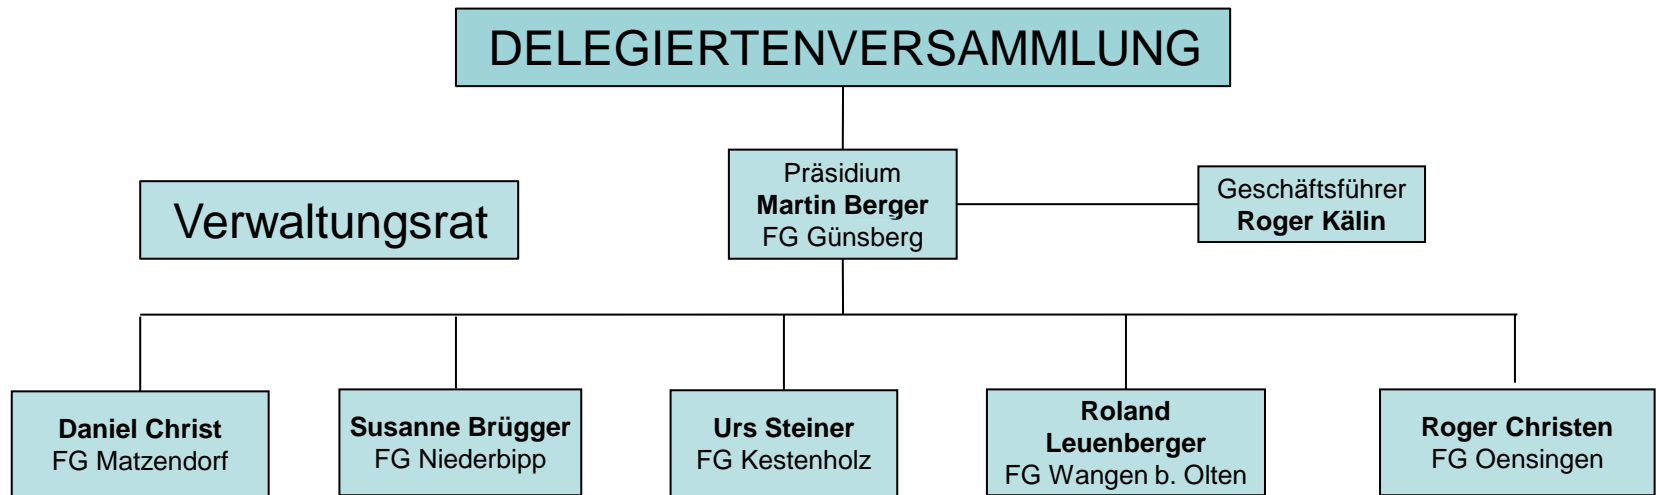 DELEGIERTENVERSAMMLUNG
Präsidium
Martin Berger
FG Günsberg
Verwaltungsrat
Geschäftsführer
Roger Kälin
Daniel Christ
FG Matzendorf
Susanne Brügger
FG Niederbipp
Urs Steiner
FG Kestenholz
Roland
Leuenberger
FG Wangen b. Olten
Roger Christen
FG Oensingen